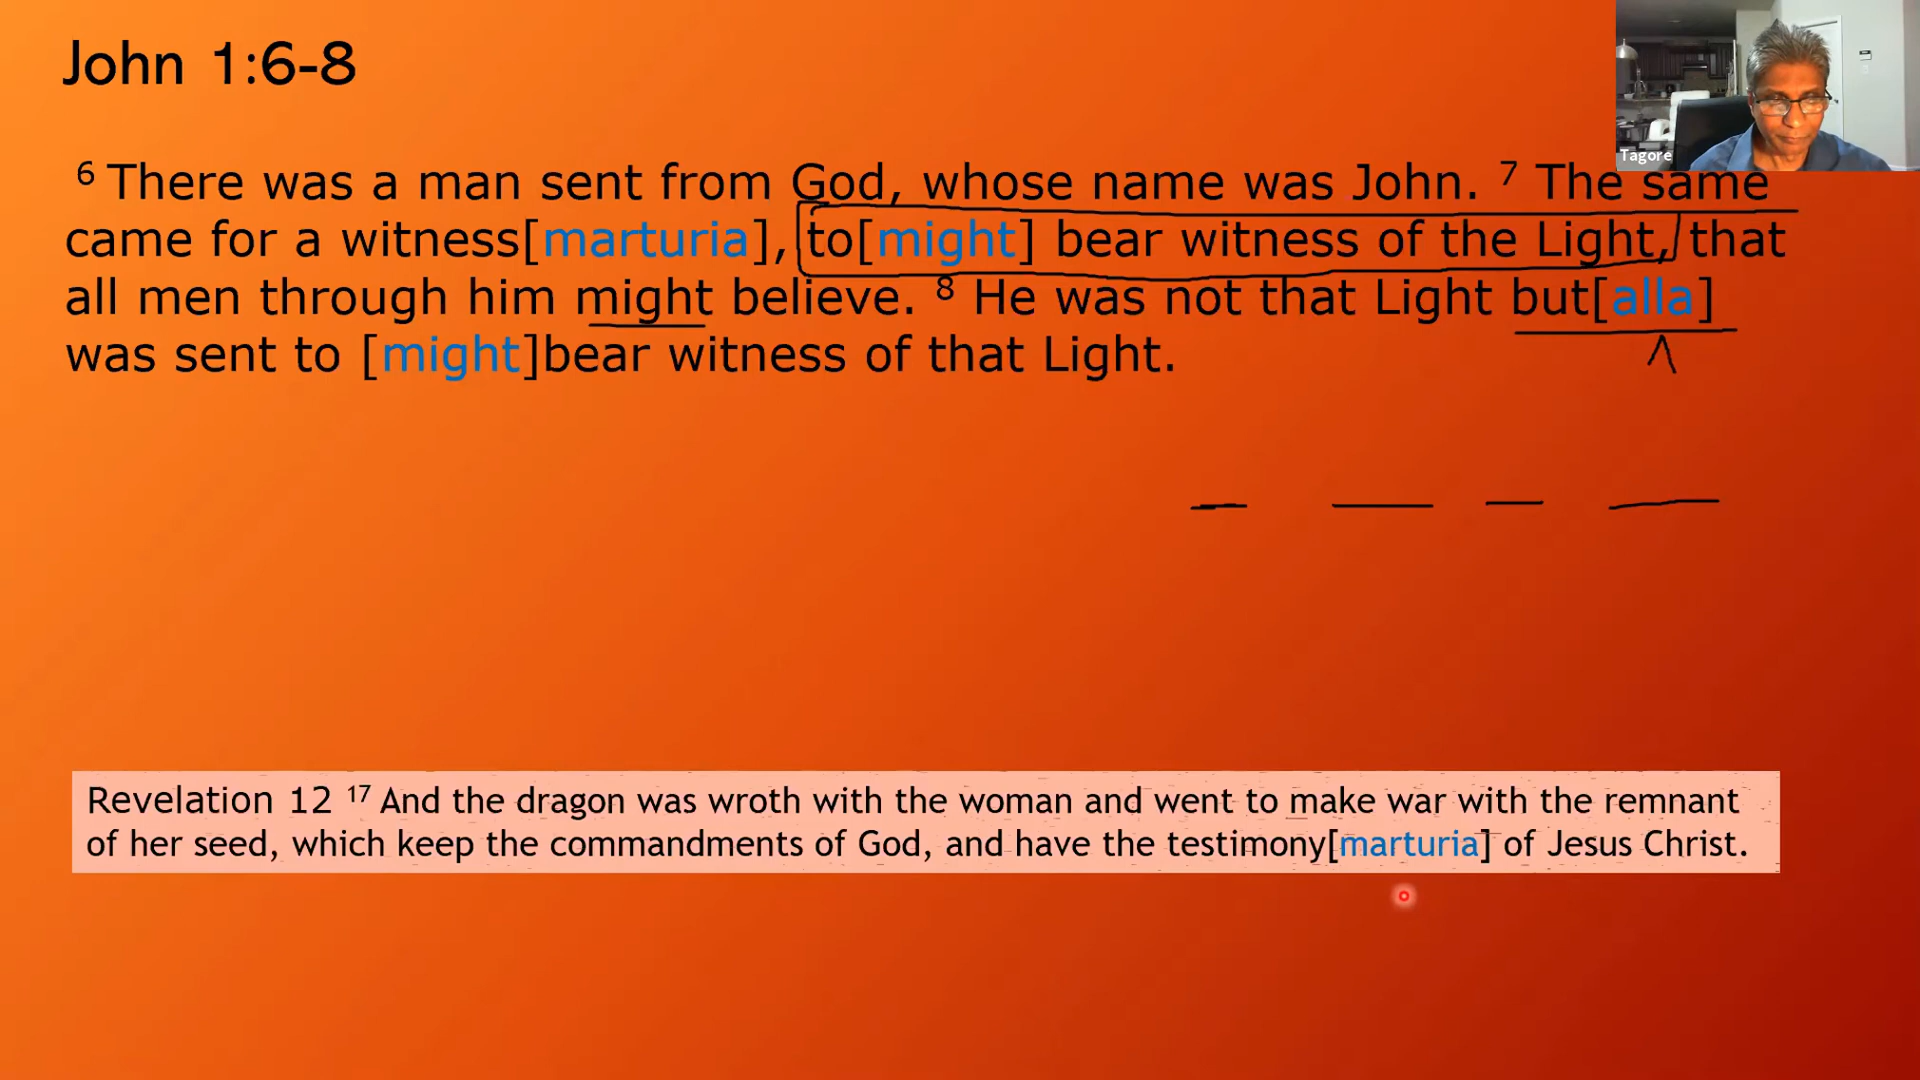 John 1:6-8
Tagore
6 There was a man sent from God, whose name was John. 7 The same
came for a witness[marturia], to[might] bear witness of the Light, that
all men through him might believe. 8 He was not that Light but[alla]
was sent to [might]bear witness of that Light.
Revelation 12 17 And the dragon was wroth with the woman and went to make war with the remnant
of her seed, which keep the commandments of God, and have the testimony[marturia] of Jesus Christ.